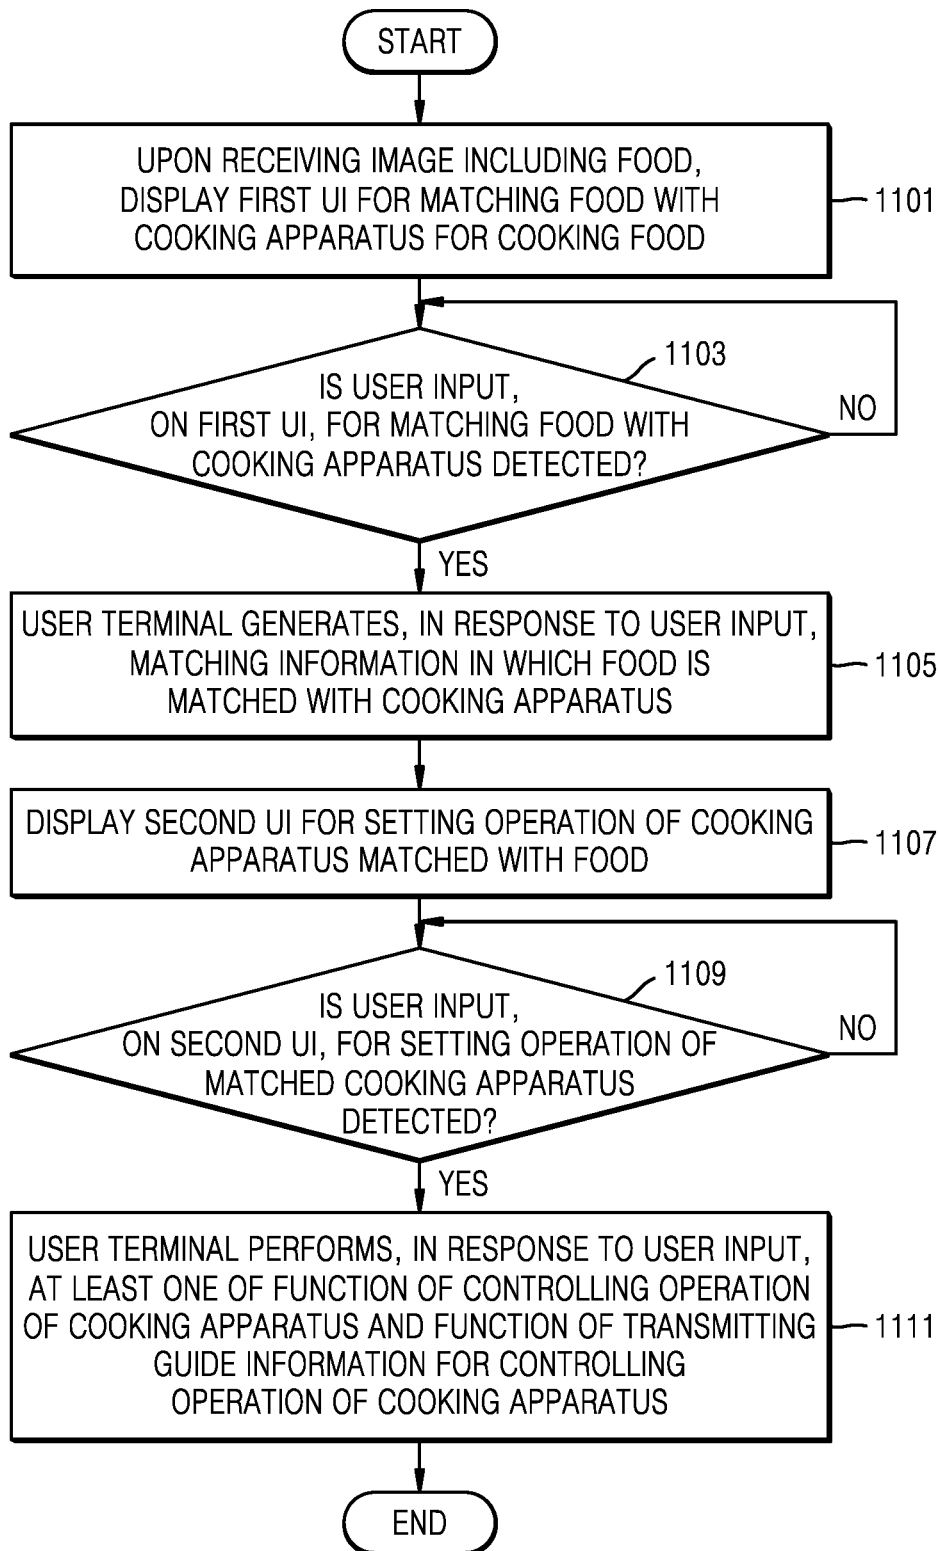 START
UPON RECEIVING IMAGE INCLUDING FOOD,
DISPLAY FIRST UI FOR MATCHING FOOD WITH
COOKING APPARATUS FOR COOKING FOOD
1101
1103
IS USER INPUT,
ON FIRST UI, FOR MATCHING FOOD WITH
COOKING APPARATUS DETECTED?
NO
YES
USER TERMINAL GENERATES, IN RESPONSE TO USER INPUT,
MATCHING INFORMATION IN WHICH FOOD IS
MATCHED WITH COOKING APPARATUS
1105
DISPLAY SECOND UI FOR SETTING OPERATION OF COOKING
APPARATUS MATCHED WITH FOOD
1107
1109
IS USER INPUT,
ON SECOND UI, FOR SETTING OPERATION OF
MATCHED COOKING APPARATUS
DETECTED?
NO
YES
USER TERMINAL PERFORMS, IN RESPONSE TO USER INPUT,
AT LEAST ONE OF FUNCTION OF CONTROLLING OPERATION
OF COOKING APPARATUS AND FUNCTION OF TRANSMITTING
GUIDE INFORMATION FOR CONTROLLING
OPERATION OF COOKING APPARATUS
1111
END